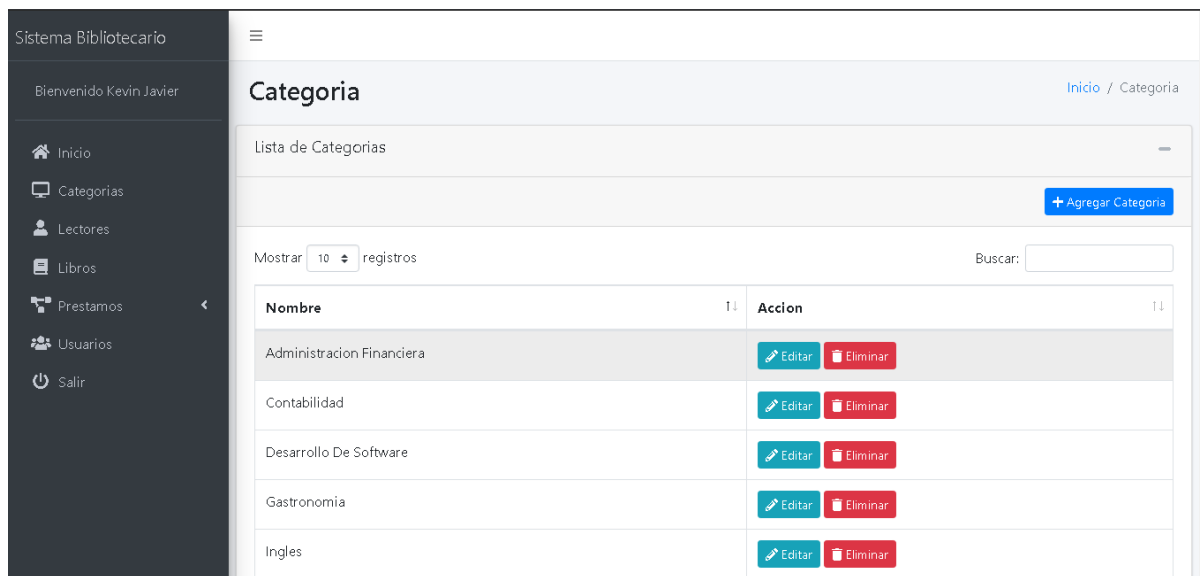 Sistema Bibliotecario
Bienvenido Kevin Javier
Inicio
Categorias
Lectores
Libros
Prestamos
Usuarios
Salir
Categoria
Inicio / Categoria
Lista de Categorias
Agregar Categoria
Mostrar 10 registros
Buscar:
Nombre Accion
Administracion Financiera Editar Eliminar
Contabilidad Editar Eliminar
Desarrollo De Software Editar Eliminar
Gastronomia Editar Eliminar
Ingles Editar Eliminar